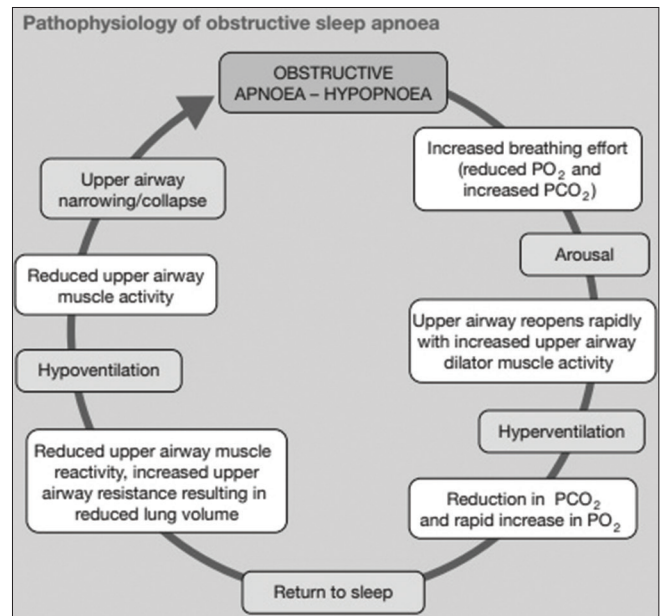 Pathophysiology of obstructive sleep apnoea
OBSTRUCTIVE
APNOEA – HYPOPNOEA
Increased breathing effort
(reduced PO₂ and
increased PCO₂)
Arousal
Upper airway reopens rapidly
with increased upper airway
dilator muscle activity
Hyperventilation
Reduction in PCO₂
and rapid increase in PO₂
Return to sleep
Reduced upper airway muscle
reactivity, increased upper
airway resistance resulting in
reduced lung volume
Hypoventilation
Reduced upper airway
muscle activity
Upper airway
narrowing/collapse